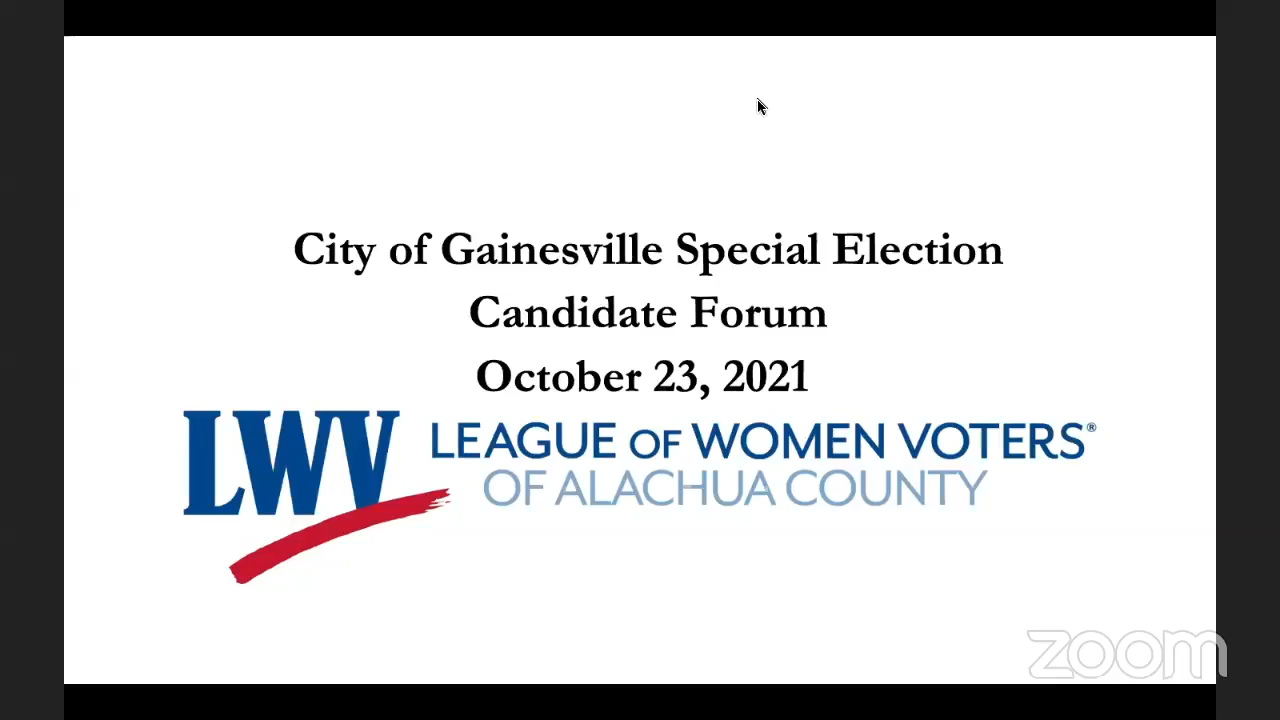 City of Gainesville Special Election
Candidate Forum
October 23, 2021
LWV
LEAGUE OF WOMEN VOTERS®
OF ALACHUA COUNTY
zoom